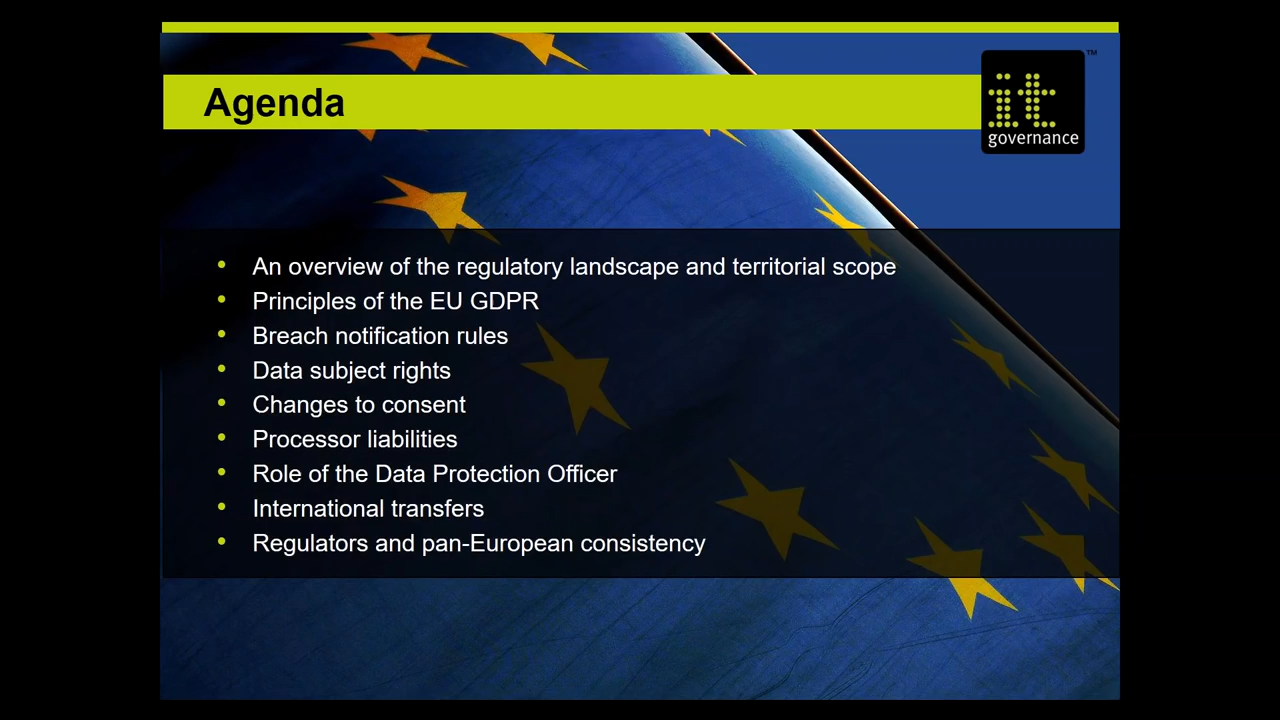 Agenda
it
governance
TM
• An overview of the regulatory landscape and territorial scope
• Principles of the EU GDPR
• Breach notification rules
• Data subject rights
• Changes to consent
• Processor liabilities
• Role of the Data Protection Officer
• International transfers
• Regulators and pan-European consistency